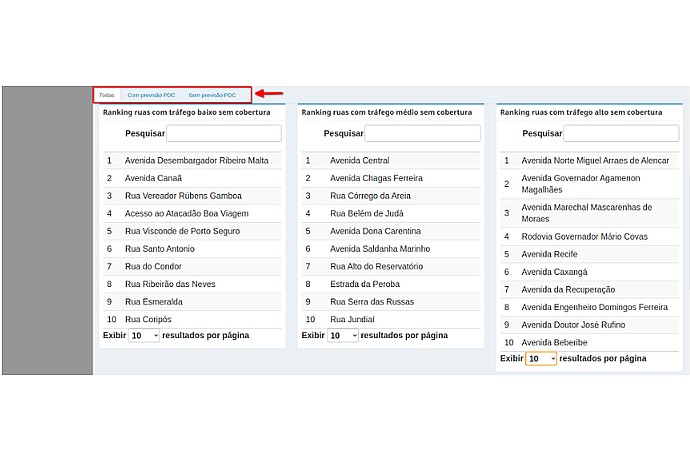 Todas Com previsão PDC Sem previsão PDC
Ranking ruas com tráfego baixo sem cobertura
Pesquisar
1 Avenida Desembargador Ribeiro Malta
2 Avenida Canaã
3 Rua Vereador Rúbens Gamboa
4 Acesso ao Atacadão Boa Viagem
5 Rua Visconde de Porto Seguro
6 Rua Santo Antonio
7 Rua do Condor
8 Rua Ribeirão das Neves
9 Rua Esmeralda
10 Rua Coripós
Exibir 10 resultados por página
Ranking ruas com tráfego médio sem cobertura
Pesquisar
1 Avenida Central
2 Avenida Chagas Ferreira
3 Rua Córrego da Areia
4 Rua Belém de Judá
5 Avenida Dona Carentina
6 Avenida Saldanha Marinho
7 Rua Alto do Reservatório
8 Estrada da Peroba
9 Rua Serra das Russas
10 Rua Jundiaí
Exibir 10 resultados por página
Ranking ruas com tráfego alto sem cobertura
Pesquisar
1 Avenida Norte Miguel Arraes de Alencar
2 Avenida Governador Agamenon
Magalhães
3 Avenida Marechal Mascarenhas de
Moraes
4 Rodovia Governador Mário Covas
5 Avenida Recife
6 Avenida Caxangá
7 Avenida da Recuperação
8 Avenida Engenheiro Domingos Ferreira
9 Avenida Doutor José Rufino
10 Avenida Beberibe
Exibir 10 resultados por página